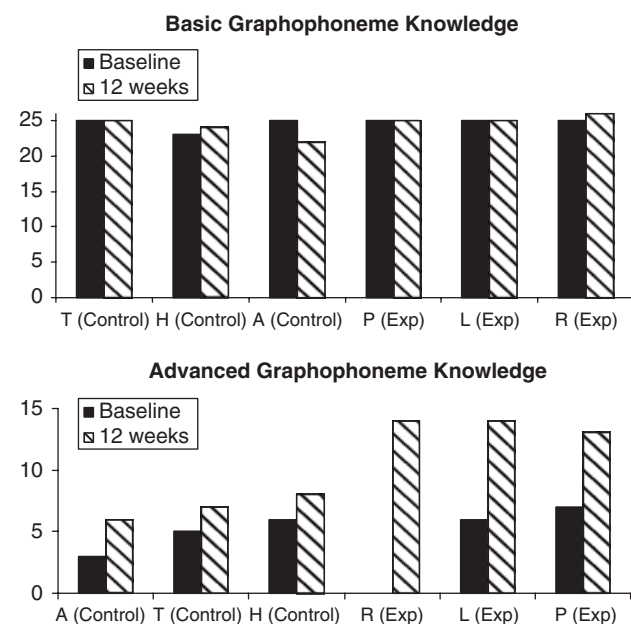 Basic Graphophoneme Knowledge
Baseline
12 weeks
25
20
15
10
5
0
T (Control) H (Control) A (Control) P (Exp) L (Exp) R (Exp)
Advanced Graphophoneme Knowledge
15
Baseline
12 weeks
10
5
0
A (Control) T (Control) H (Control) R (Exp) L (Exp) P (Exp)